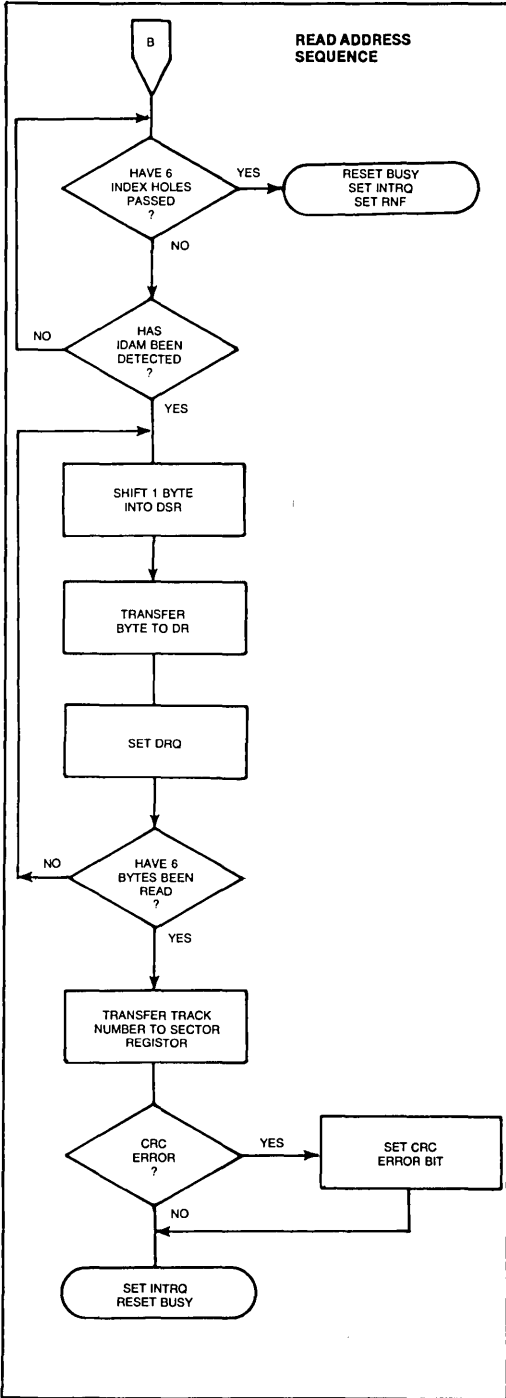 B
READ ADDRESS
SEQUENCE
HAVE 6
INDEX HOLES
PASSED
?
YES
RESET BUSY
SET INTRQ
SET RNF
NO
HAS
IDAM BEEN
DETECTED
?
NO
YES
SHIFT 1 BYTE
INTO DSR
TRANSFER
BYTE TO DR
SET DRQ
HAVE 6
BYTES BEEN
READ
?
NO
YES
TRANSFER TRACK
NUMBER TO SECTOR
REGISTOR
CRC
ERROR
?
YES
SET CRC
ERROR BIT
NO
SET INTRQ
RESET BUSY